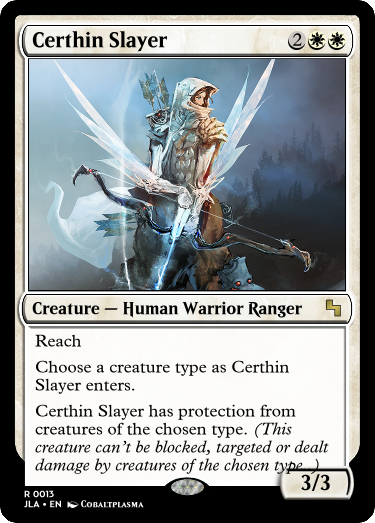 Certhin Slayer 2
Creature — Human Warrior Ranger
Reach
Choose a creature type as Certhin
Slayer enters.
Certhin Slayer has protection from
creatures of the chosen type. (This
creature can't be blocked, targeted or dealt
damage by creatures of the chosen type.)
3/3
R 0013
JLA • EN Cobaltplasma